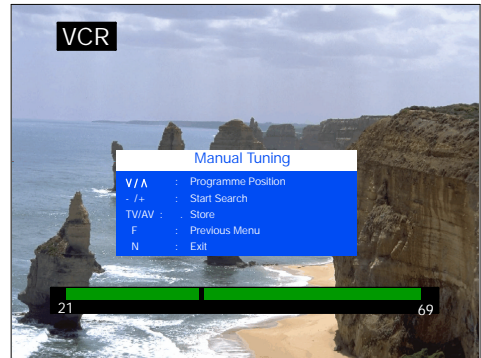 VCR
Manual Tuning
V/Λ : Programme Position
- /+ : Start Search
TV/AV : . Store
F : Previous Menu
N : Exit
21 69